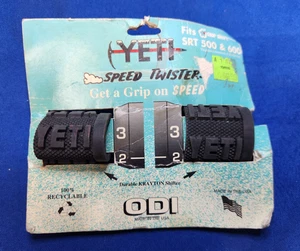 YETI
Fits
SRT 500 & 600
SPEED TWISTER
Get a Grip on SPEED
YETI
3
2
3
2
YETI
100%
RECYCLABLE
Durable KRAYTON Slides
ODI
MADE IN THE USA